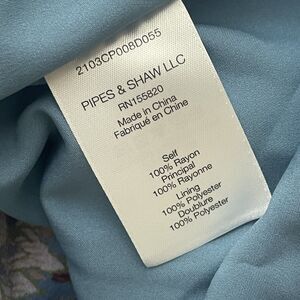 2103CP008D055
PIPES & SHAW LLC
RN155820
Made in China
Fabriqué en Chine
Self
100% Rayon
Principal
100% Rayonne
Lining
100% Polyester
Doublure
100% Polyester